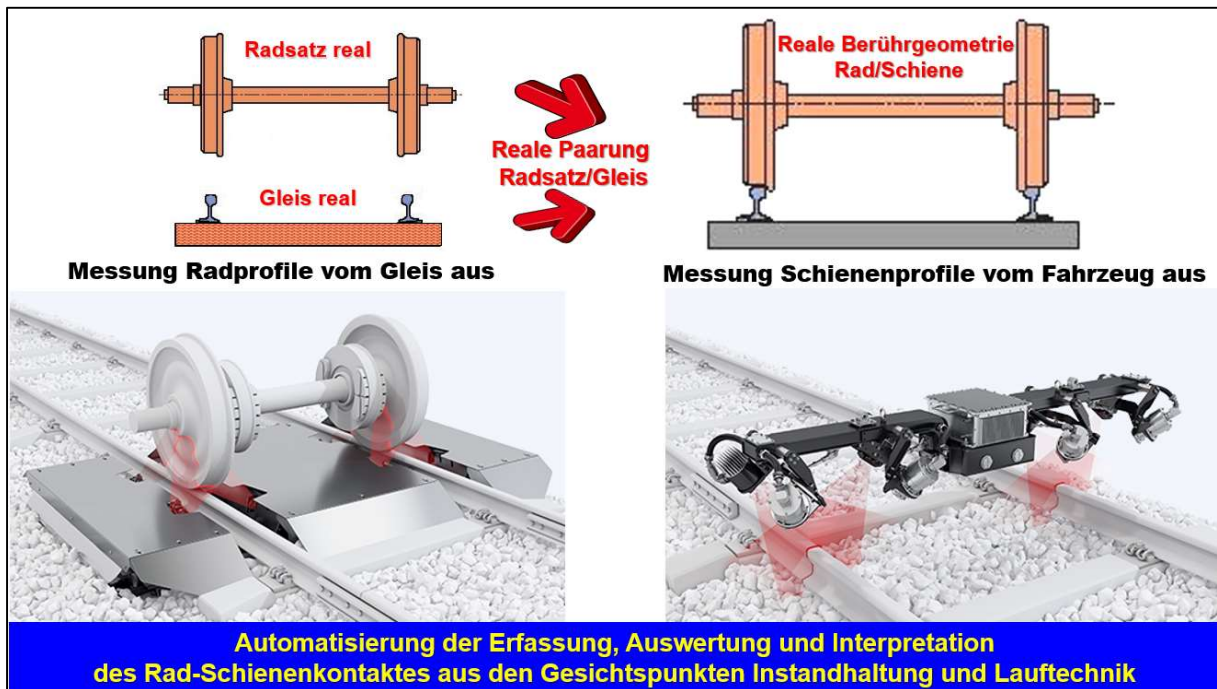 Radsatz real
Gleis real
Reale Paarung
Radsatz/Gleis
Reale Berührgeometrie
Rad/Schiene
Messung Radprofile vom Gleis aus
Messung Schienenprofile vom Fahrzeug aus
Automatisierung der Erfassung, Auswertung und Interpretation
des Rad-Schienenkontaktes aus den Gesichtspunkten Instandhaltung und Lauftechnik